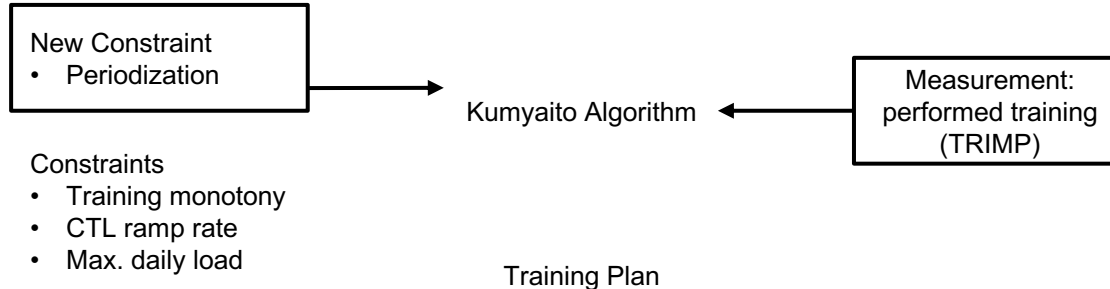 New Constraint
• Periodization
Kumyaito Algorithm
Measurement:
performed training
(TRIMP)
Constraints
• Training monotony
• CTL ramp rate
• Max. daily load
Training Plan